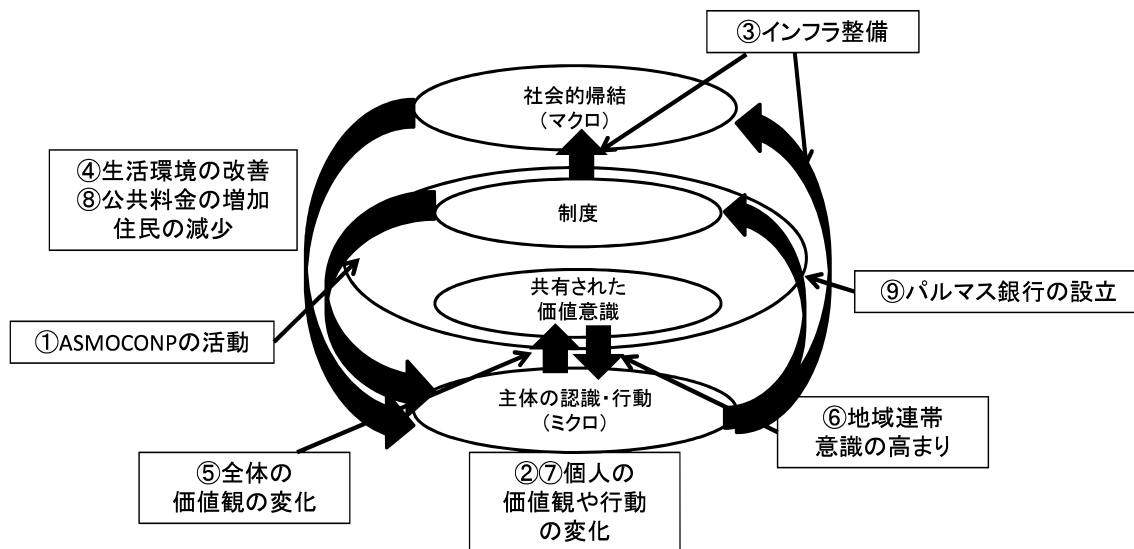 ③インフラ整備
社会的帰結
（マクロ）
④生活環境の改善
⑧公共料金の増加
住民の減少
制度
共有された
価値意識
⑨パルマス銀行の設立
①ASMOCONPの活動
主体の認識・行動
（ミクロ）
⑥地域連帯
意識の高まり
⑤全体の
価値観の変化
②⑦個人の
価値観や行動
の変化